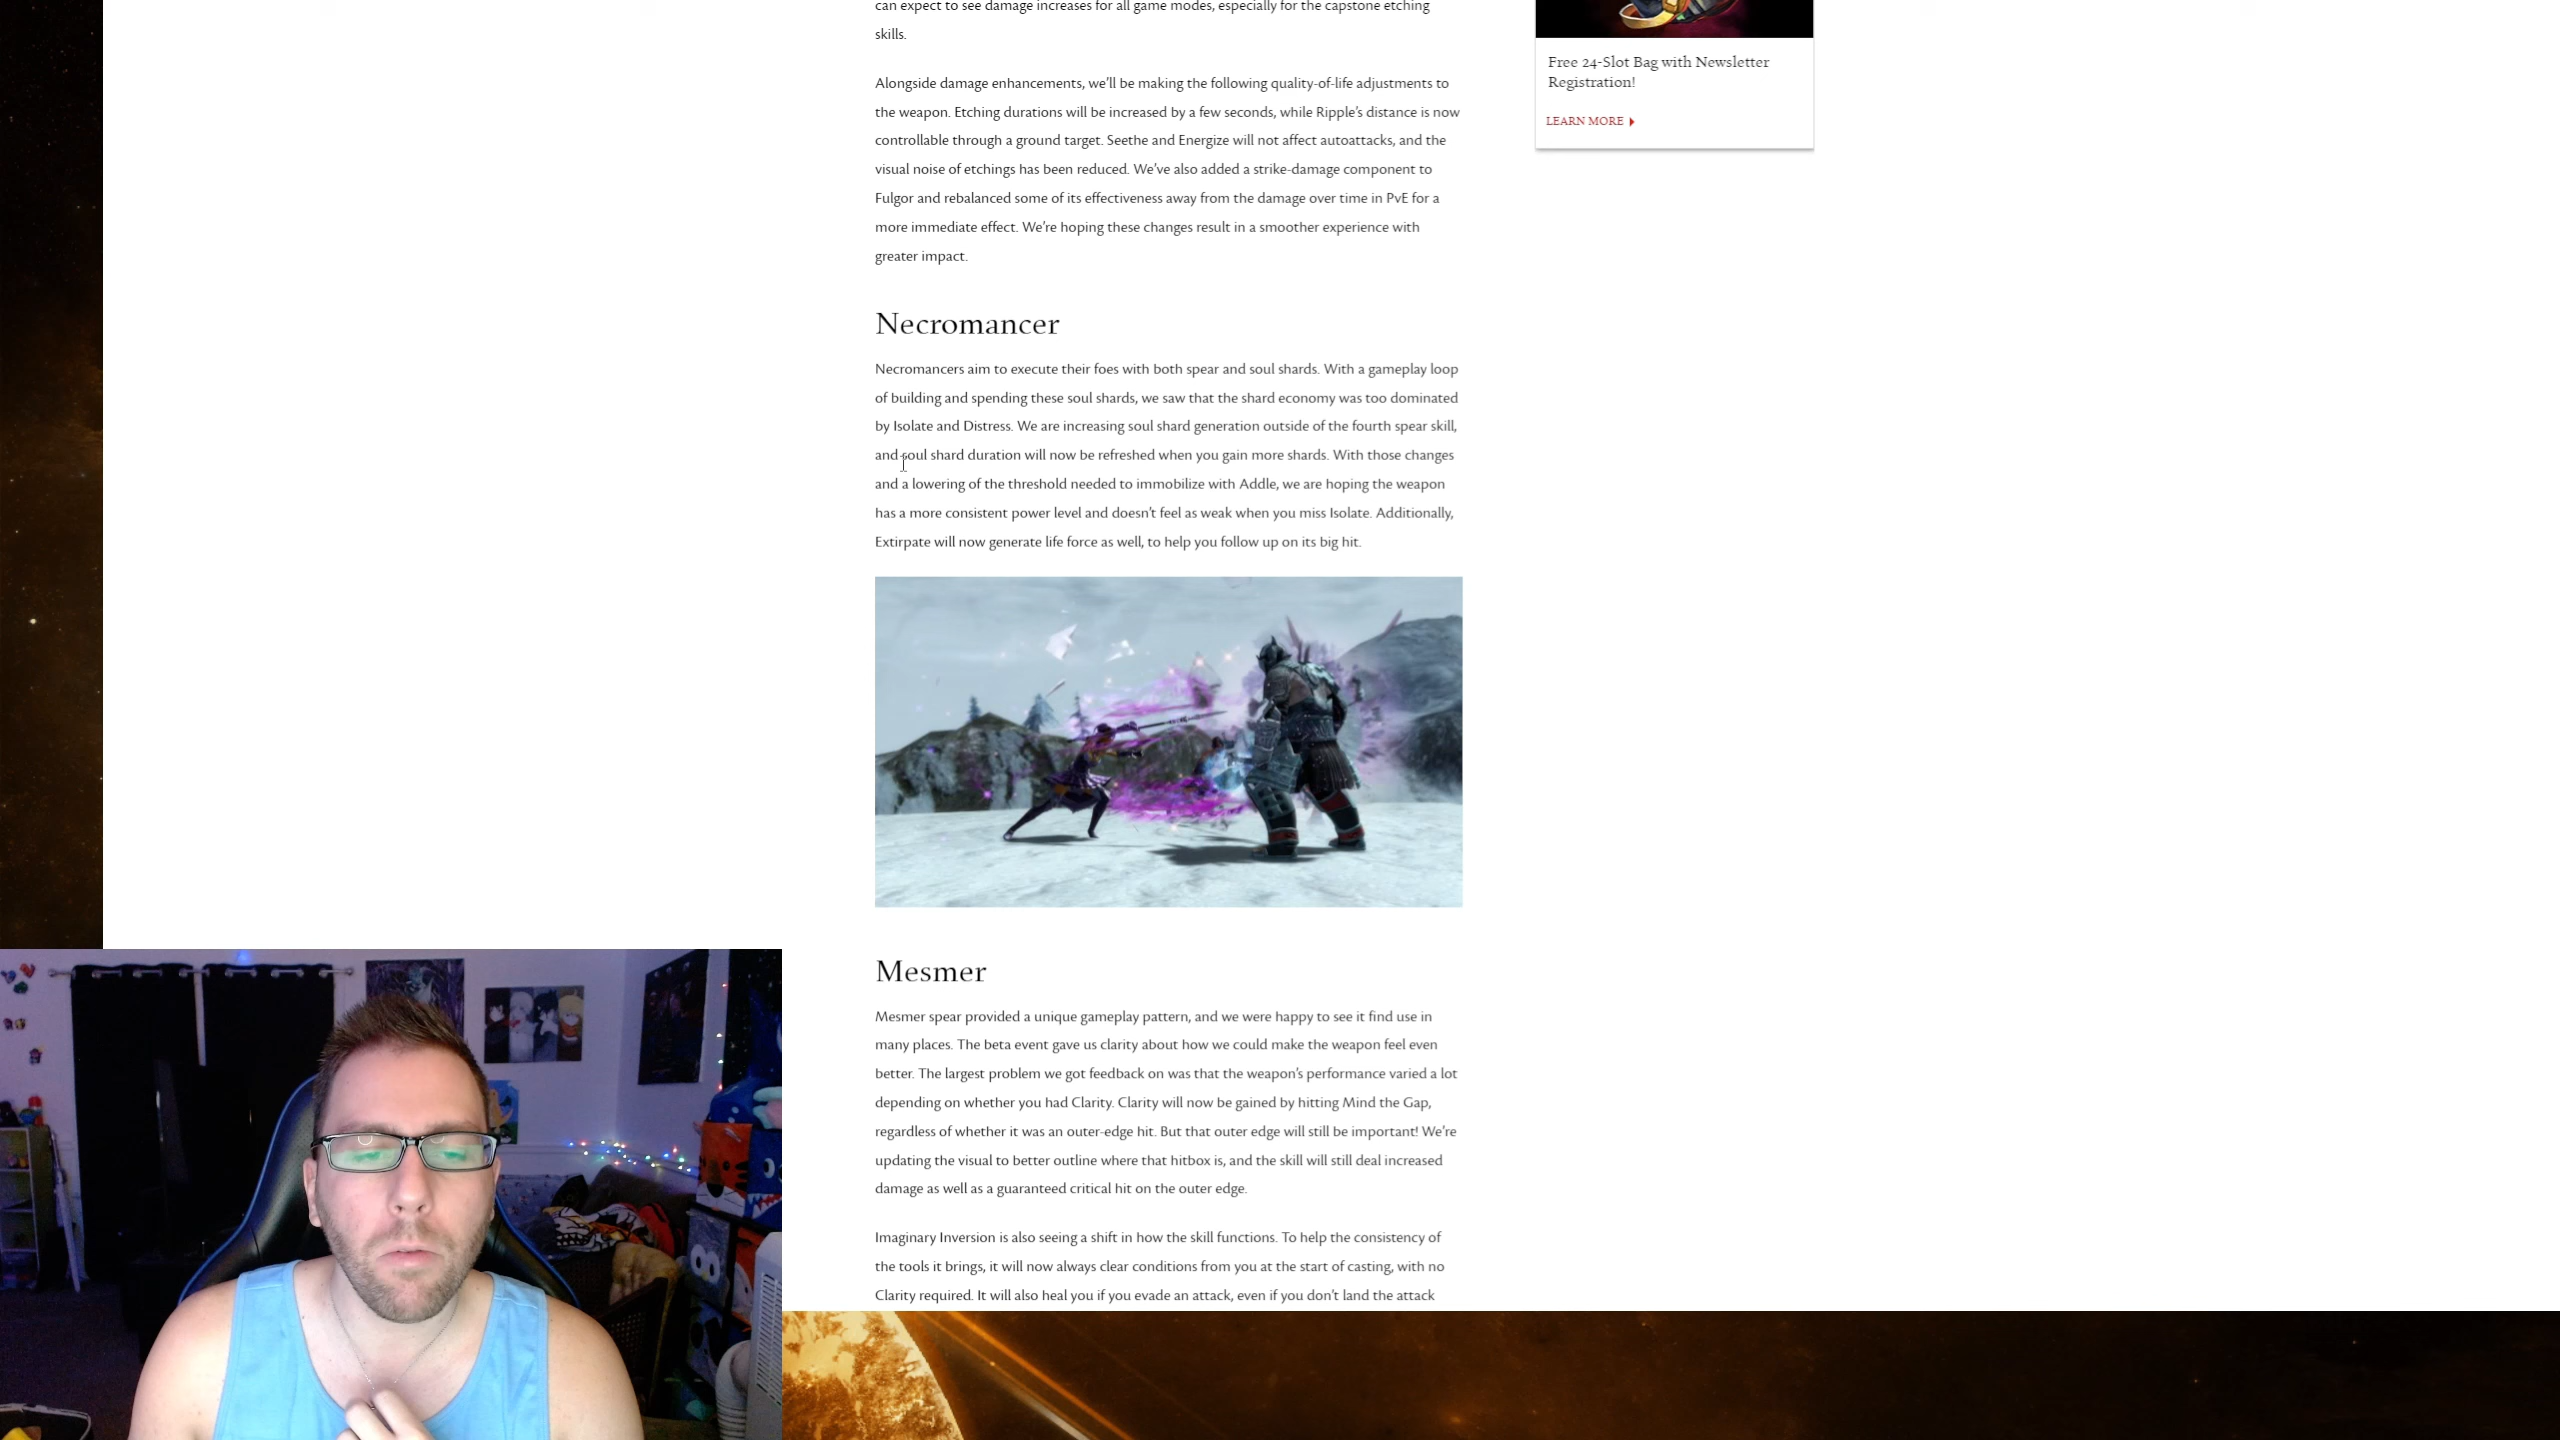 can expect to see damage increases for all game modes, especially for the capstone etching
skills.
Alongside damage enhancements, we'll be making the following quality-of-life adjustments to
the weapon. Etching durations will be increased by a few seconds, while Ripple's distance is now
controllable through a ground target. Seethe and Energize will not affect autoattacks, and the
visual noise of etchings has been reduced. We've also added a strike-damage component to
Fulgor and rebalanced some of its effectiveness away from the damage over time in PvE for a
more immediate effect. We're hoping these changes result in a smoother experience with
greater impact.
Necromancer
Necromancers aim to execute their foes with both spear and soul shards. With a gameplay loop
of building and spending these soul shards, we saw that the shard economy was too dominated
by Isolate and Distress. We are increasing soul shard generation outside of the fourth spear skill,
and soul shard duration will now be refreshed when you gain more shards. With those changes
and a lowering of the threshold needed to immobilize with Addle, we are hoping the weapon
has a more consistent power level and doesn't feel as weak when you miss Isolate. Additionally,
Extirpate will now generate life force as well, to help you follow up on its big hit.
Mesmer
Mesmer spear provided a unique gameplay pattern, and we were happy to see it find use in
many places. The beta event gave us clarity about how we could make the weapon feel even
better. The largest problem we got feedback on was that the weapon's performance varied a lot
depending on whether you had Clarity. Clarity will now be gained by hitting Mind the Gap,
regardless of whether it was an outer-edge hit. But that outer edge will still be important! We're
updating the visual to better outline where that hitbox is, and the skill will still deal increased
damage as well as a guaranteed critical hit on the outer edge.
Imaginary Inversion is also seeing a shift in how the skill functions. To help the consistency of
the tools it brings, it will now always clear conditions from you at the start of casting, with no
Clarity required. It will also heal you if you evade an attack, even if you don't land the attack
Free 24-Slot Bag with Newsletter
Registration!
LEARN MORE